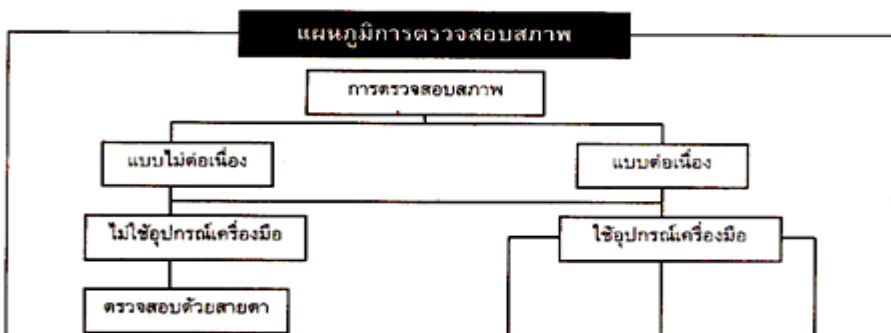 แผนภูมิการตรวจสอบสภาพ
การตรวจสอบสภาพ
แบบไม่ต่อเนื่อง
แบบต่อเนื่อง
ไม่ใช้อุปกรณ์เครื่องมือ
ใช้อุปกรณ์เครื่องมือ
ตรวจสอบด้วยสายตา